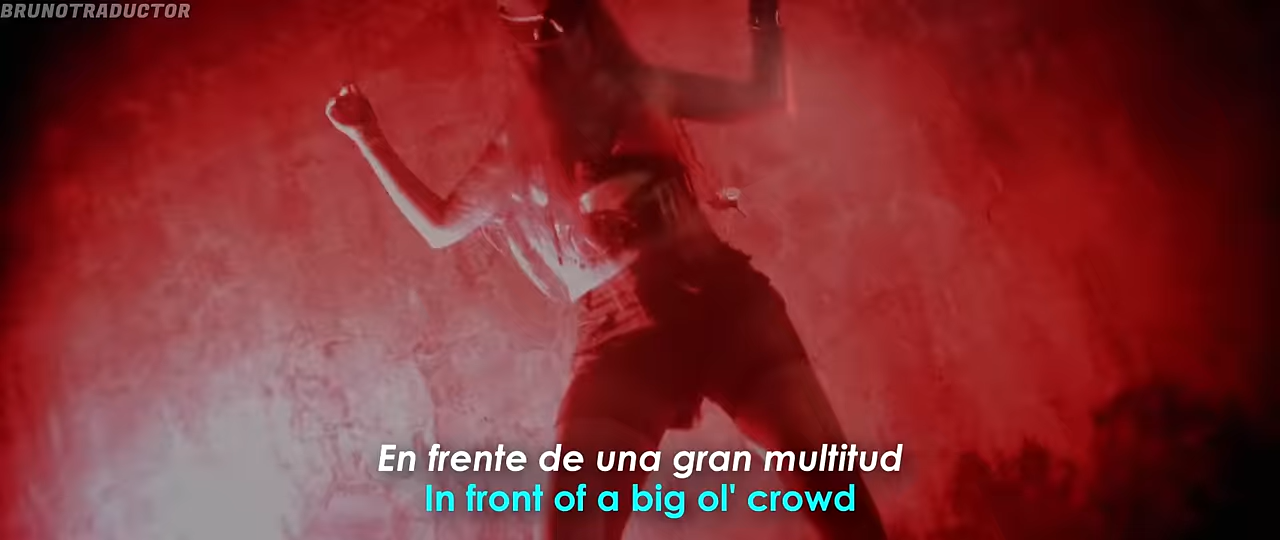 BRUNOTRADUCTOR
En frente de una gran multitud
In front of a big ol' crowd